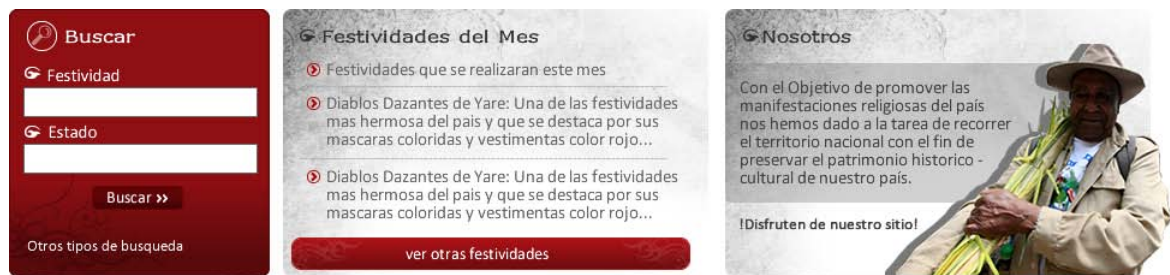 Buscar
Festividad
Estado
Buscar >>
Otros tipos de busqueda
Festividades del Mes
Festividades que se realizaran este mes
Diablos Dazantes de Yare: Una de las festividades
mas hermosa del pais y que se destaca por sus
mascaras coloridas y vestimentas color rojo...
Diablos Dazantes de Yare: Una de las festividades
mas hermosa del pais y que se destaca por sus
mascaras coloridas y vestimentas color rojo...
ver otras festividades
Nosotros
Con el Objetivo de promover las
manifestaciones religiosas del país
nos hemos dado a la tarea de recorrer
el territorio nacional con el fin de
preservar el patrimonio historico -
cultural de nuestro país.
!Disfruten de nuestro sitio!